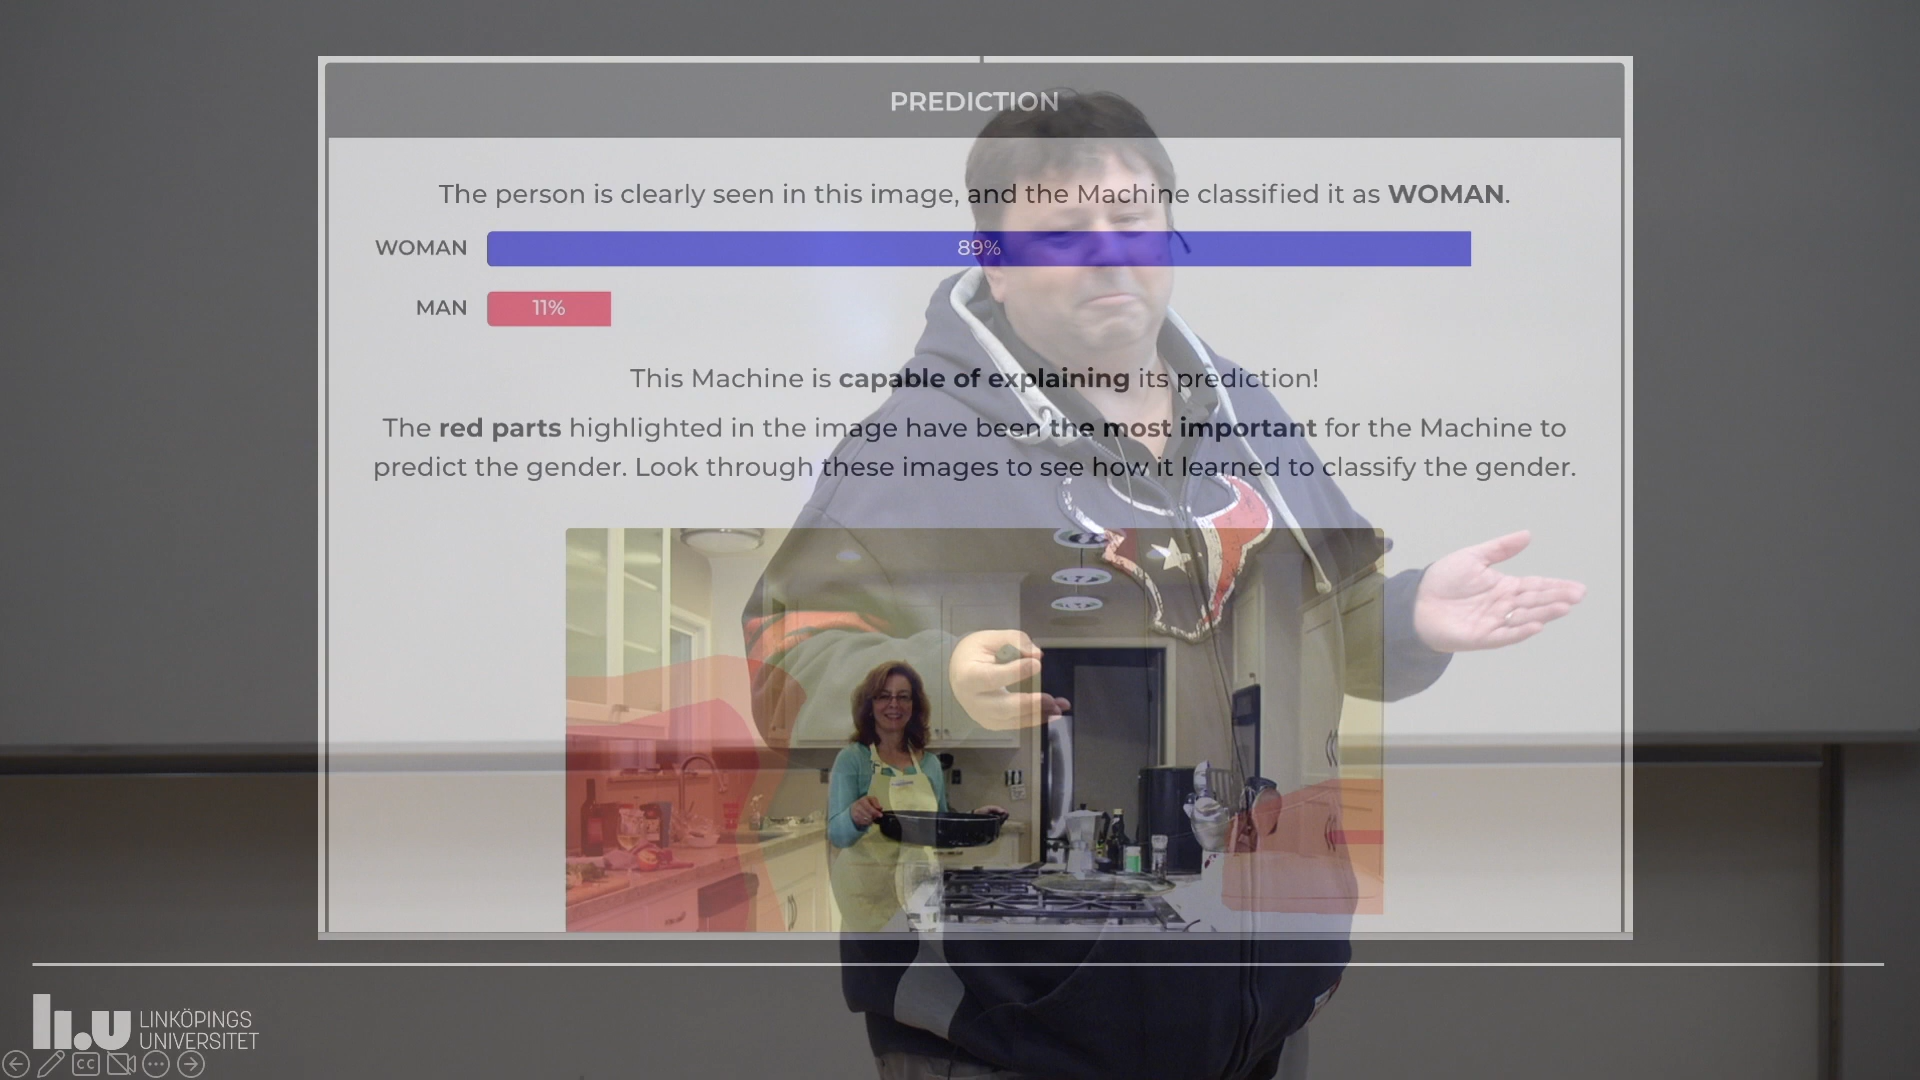 PREDICTION
The person is clearly seen in this image, and the Machine classified it as WOMAN.
WOMAN 89%
MAN 11%
This Machine is capable of explaining its prediction!
The red parts highlighted in the image have been the most important for the Machine to
predict the gender. Look through these images to see how it learned to classify the gender.
li.u LINKÖPINGS
UNIVERSITET
CC